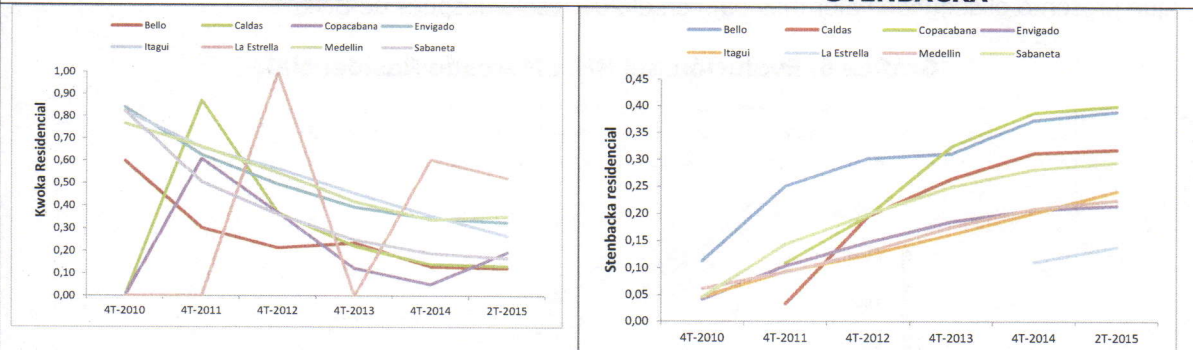 STENBACKA
Bello Caldas Copacabana Envigado
Itagui La Estrella Medellin Sabaneta
Kwoka Residencial
1,00
0,90
0,80
0,70
0,60
0,50
0,40
0,30
0,20
0,10
0,00
4T-2010 4T-2011 4T-2012 4T-2013 4T-2014 2T-2015
Bello Caldas Copacabana Envigado
Itagui La Estrella Medellin Sabaneta
Stenbacka residencial
0,45
0,40
0,35
0,30
0,25
0,20
0,15
0,10
0,05
0,00
4T-2010 4T-2011 4T-2012 4T-2013 4T-2014 2T-2015